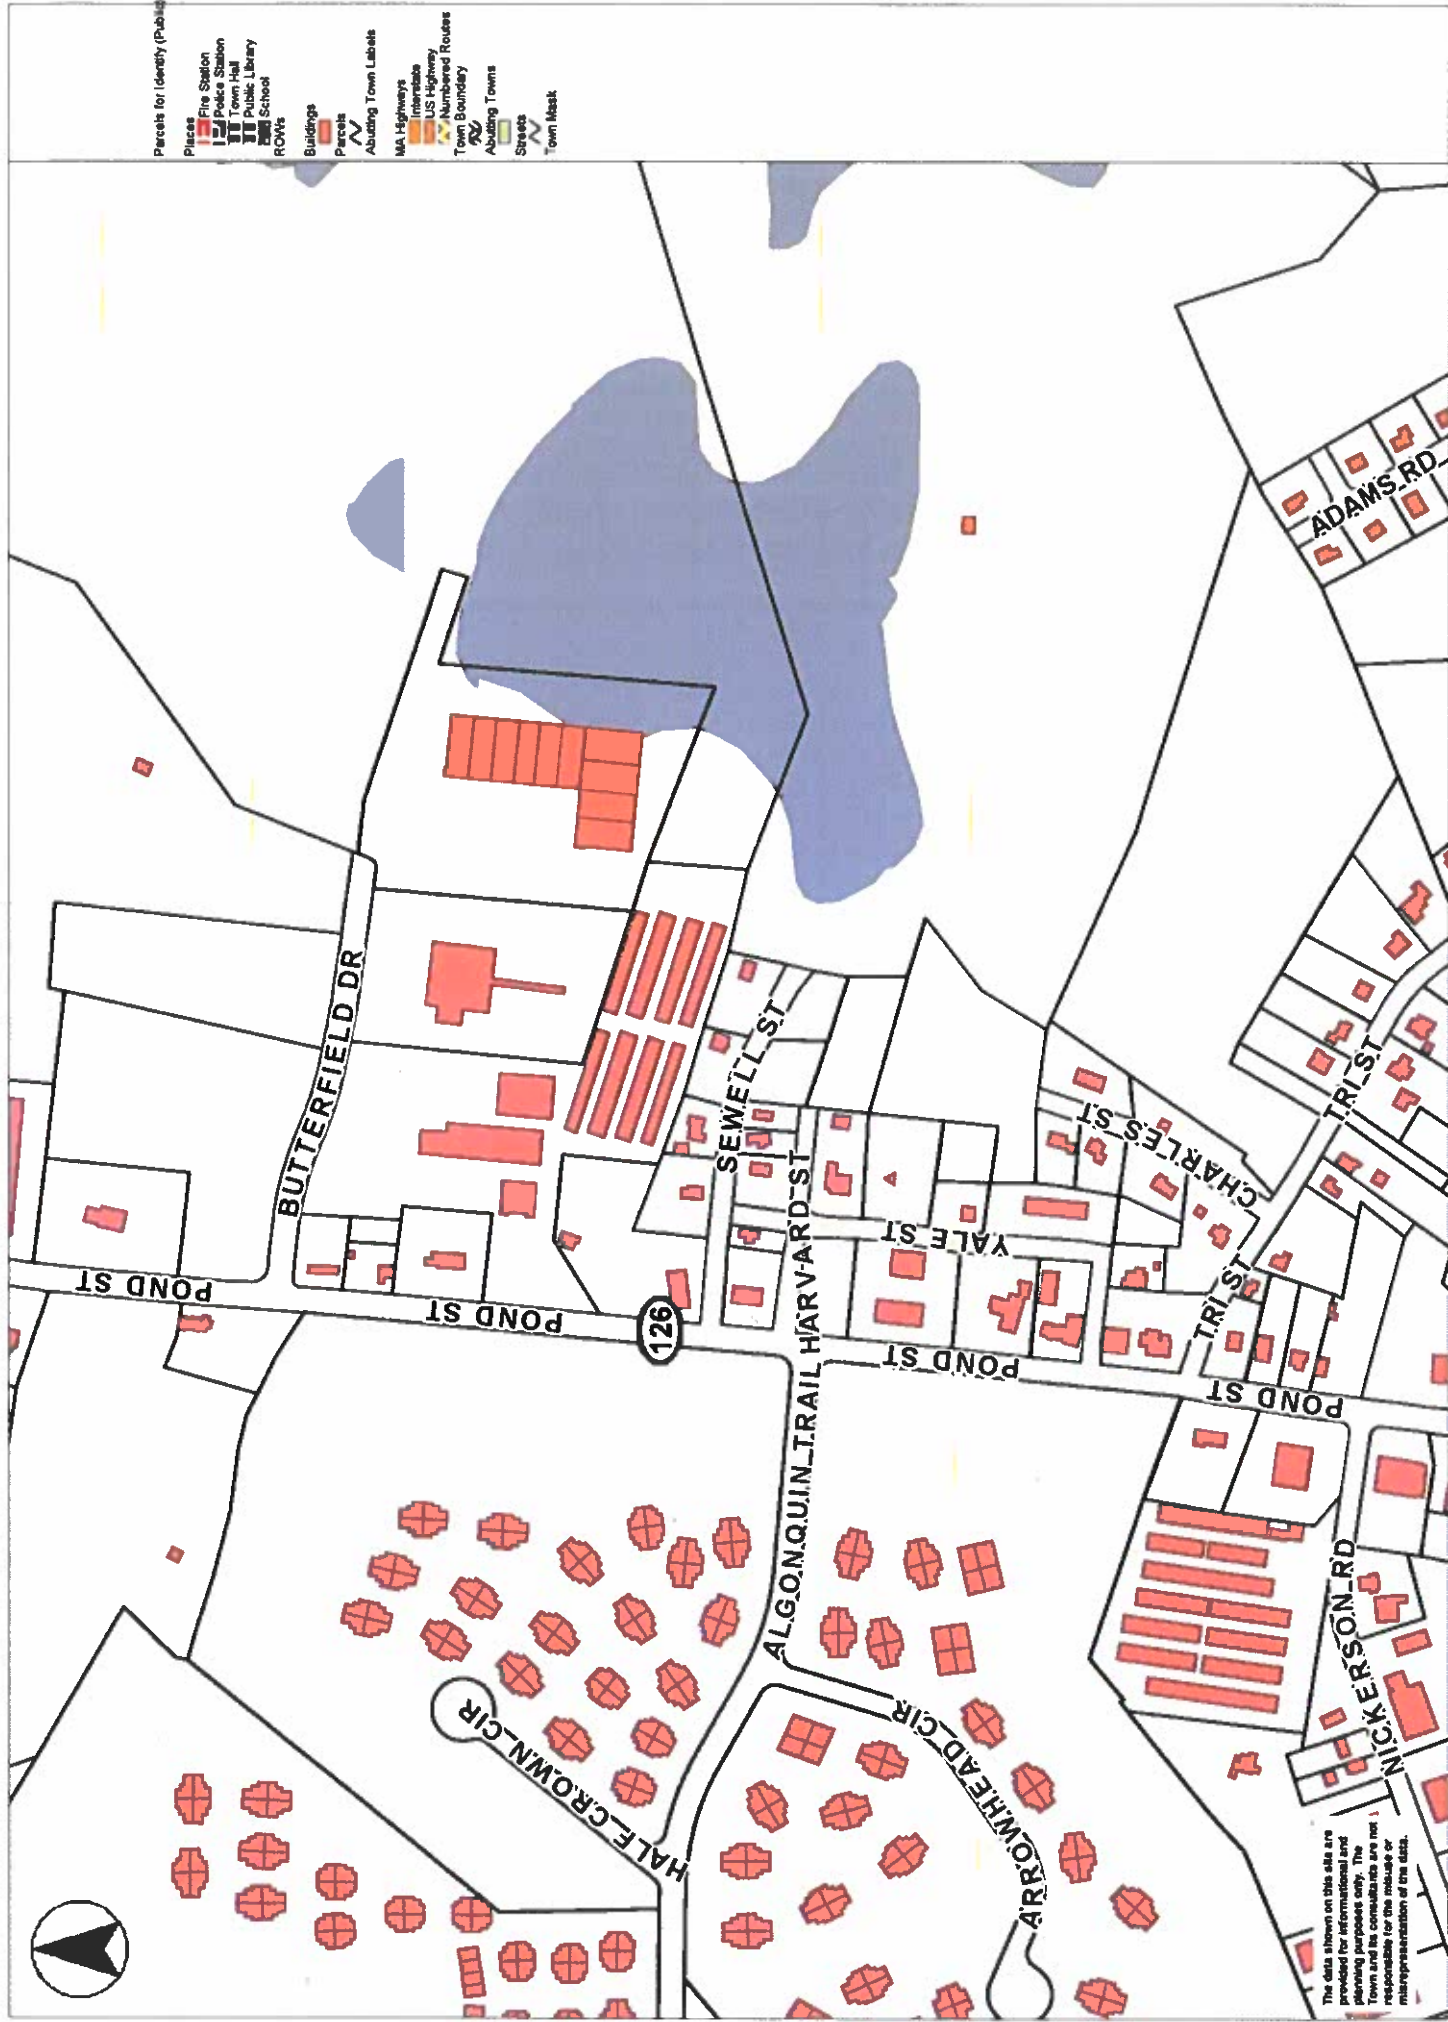 Parcels for Identify (Public
Places
Fire Station
Police Station
Town Hall
Public Library
School
ROWs
Buildings
Parcels
Abutting Town Labels
MA Highways
Interstate
US Highway
Numbered Routes
Town Boundary
Abutting Towns
Streets
Town Mask
BUTTERFIELD DR
POND ST
POND ST
126
SEWELL ST
HARVARD ST
YALE ST
POND ST
CHARLES ST
TRI ST
TRI ST
ADAMS RD
POND ST
ALGONQUIN TRAIL
HALE CROWN CIR
ARROWHEAD CIR
NICKERSON RD
The data shown on this site are
provided for informational and
planning purposes only. The
Town and its consultants are not
responsible for the misuse or
misrepresentation of the data.